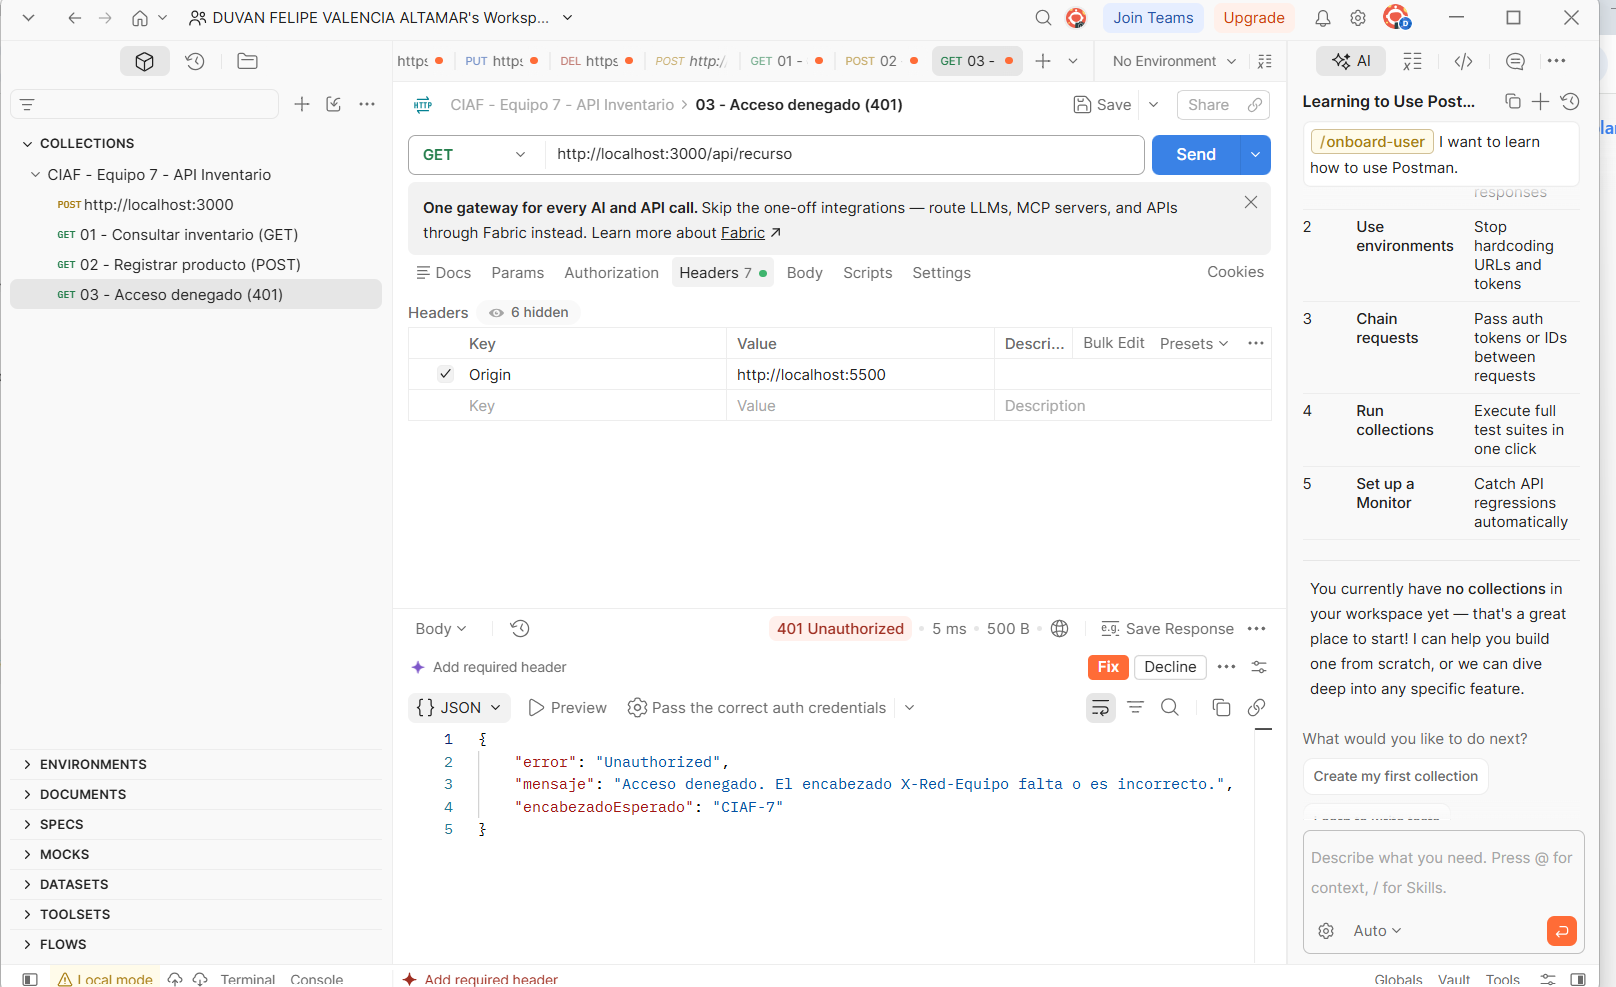 DUVAN FELIPE VALENCIA ALTAMAR's Worksp...
Join Teams
Upgrade
https
PUT https
DEL https
POST http:/
GET 01 -
POST 02
GET 03 -
No Environment
AI
COLLECTIONS
CIAF - Equipo 7 - API Inventario
POST http://localhost:3000
GET 01 - Consultar inventario (GET)
GET 02 - Registrar producto (POST)
GET 03 - Acceso denegado (401)
ENVIRONMENTS
DOCUMENTS
SPECS
MOCKS
DATASETS
TOOLSETS
FLOWS
HTTP CIAF - Equipo 7 - API Inventario > 03 - Acceso denegado (401)
Save
Share
GET http://localhost:3000/api/recurso
Send
One gateway for every AI and API call. Skip the one-off integrations — route LLMs, MCP servers, and APIs
through Fabric instead. Learn more about Fabric ↗
Docs Params Authorization Headers 7 Body Scripts Settings Cookies
Headers 6 hidden
Key Value Descri... Bulk Edit Presets
Origin http://localhost:5500
Key Value Description
Body 401 Unauthorized • 5 ms • 500 B e.g. Save Response
Add required header Fix Decline
{} JSON Preview Pass the correct auth credentials
1 {
2 "error": "Unauthorized",
3 "mensaje": "Acceso denegado. El encabezado X-Red-Equipo falta o es incorrecto.",
4 "encabezadoEsperado": "CIAF-7"
5 }
Learning to Use Post...
/onboard-user I want to learn
how to use Postman.
responses
2 Use environments Stop hardcoding URLs and tokens
3 Chain requests Pass auth tokens or IDs between requests
4 Run collections Execute full test suites in one click
5 Set up a Monitor Catch API regressions automatically
You currently have no collections in
your workspace yet — that's a great
place to start! I can help you build
one from scratch, or we can dive
deep into any specific feature.
What would you like to do next?
Create my first collection
Describe what you need. Press @ for
context, / for Skills.
Auto
Local mode Terminal Console Add required header Globals Vault Tools